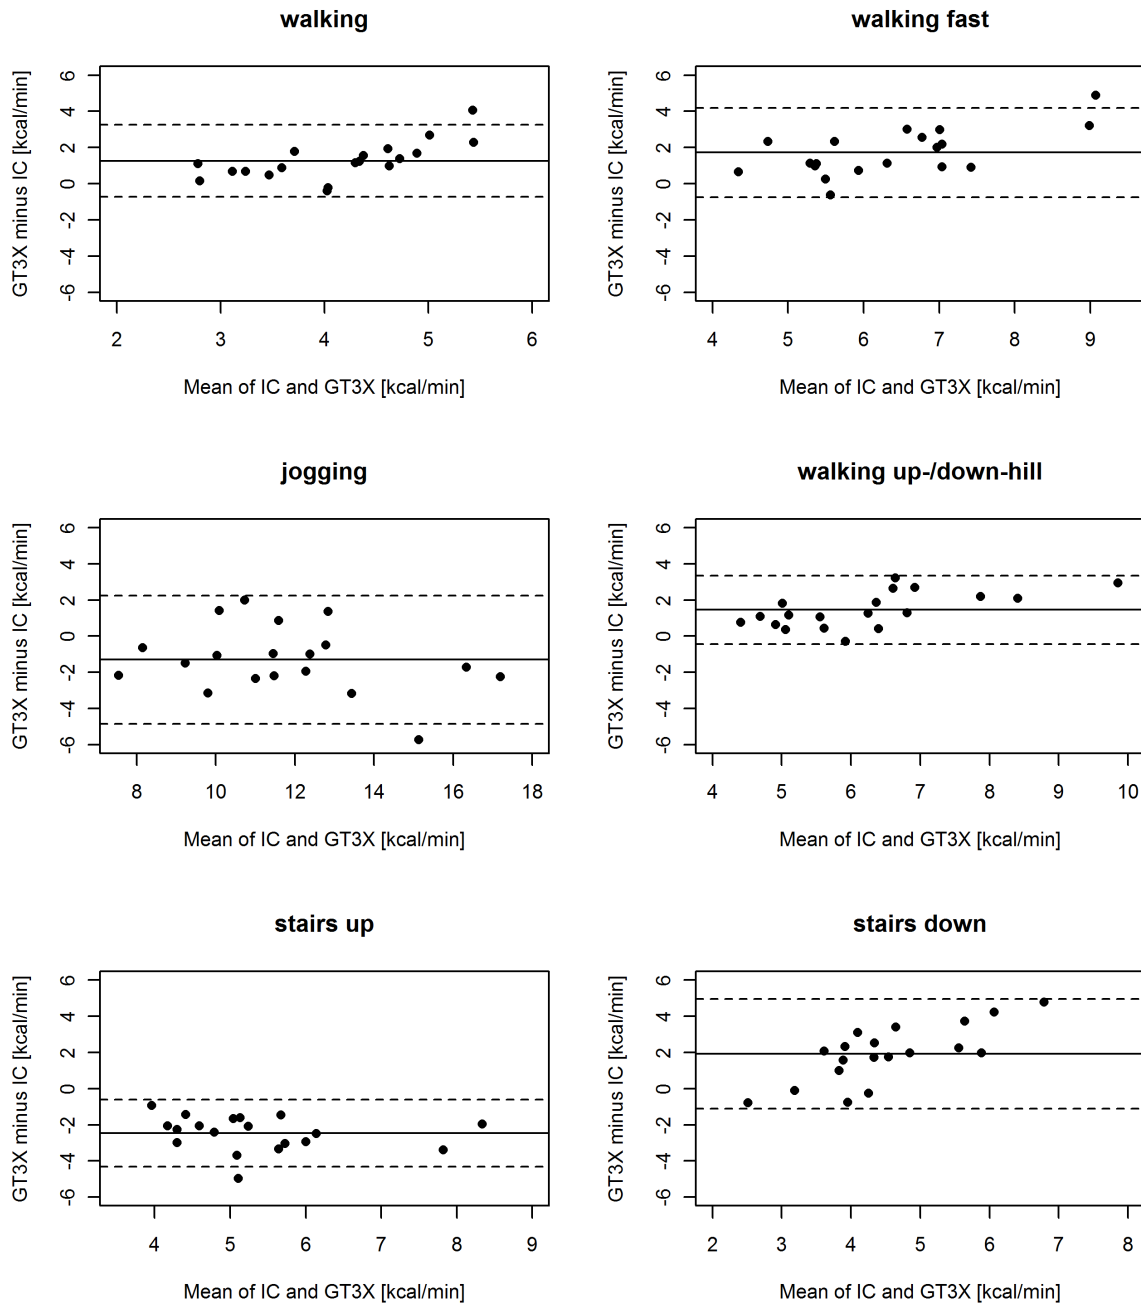 walking
GT3X minus IC [kcal/min]
6
4
2
0
-2
-4
-6
2 3 4 5 6
Mean of IC and GT3X [kcal/min]
walking fast
GT3X minus IC [kcal/min]
6
4
2
0
-2
-4
-6
4 5 6 7 8 9
Mean of IC and GT3X [kcal/min]
jogging
GT3X minus IC [kcal/min]
6
4
2
0
-2
-4
-6
8 10 12 14 16 18
Mean of IC and GT3X [kcal/min]
walking up-/down-hill
GT3X minus IC [kcal/min]
6
4
2
0
-2
-4
-6
4 5 6 7 8 9 10
Mean of IC and GT3X [kcal/min]
stairs up
GT3X minus IC [kcal/min]
6
4
2
0
-2
-4
-6
4 5 6 7 8 9
Mean of IC and GT3X [kcal/min]
stairs down
GT3X minus IC [kcal/min]
6
4
2
0
-2
-4
-6
2 3 4 5 6 7 8
Mean of IC and GT3X [kcal/min]